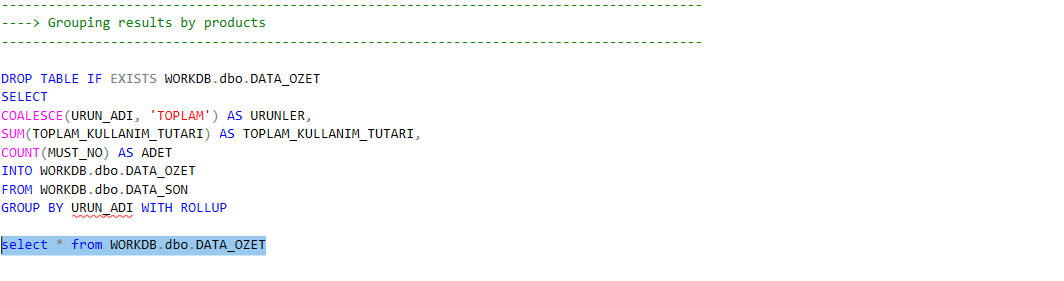 ------------------------------------------------------------------------------------------
----> Grouping results by products
------------------------------------------------------------------------------------------
DROP TABLE IF EXISTS WORKDB.dbo.DATA_OZET
SELECT
COALESCE(URUN_ADI, 'TOPLAM') AS URUNLER,
SUM(TOPLAM_KULLANIM_TUTARI) AS TOPLAM_KULLANIM_TUTARI,
COUNT(MUST_NO) AS ADET
INTO WORKDB.dbo.DATA_OZET
FROM WORKDB.dbo.DATA_SON
GROUP BY URUN_ADI WITH ROLLUP
select * from WORKDB.dbo.DATA_OZET